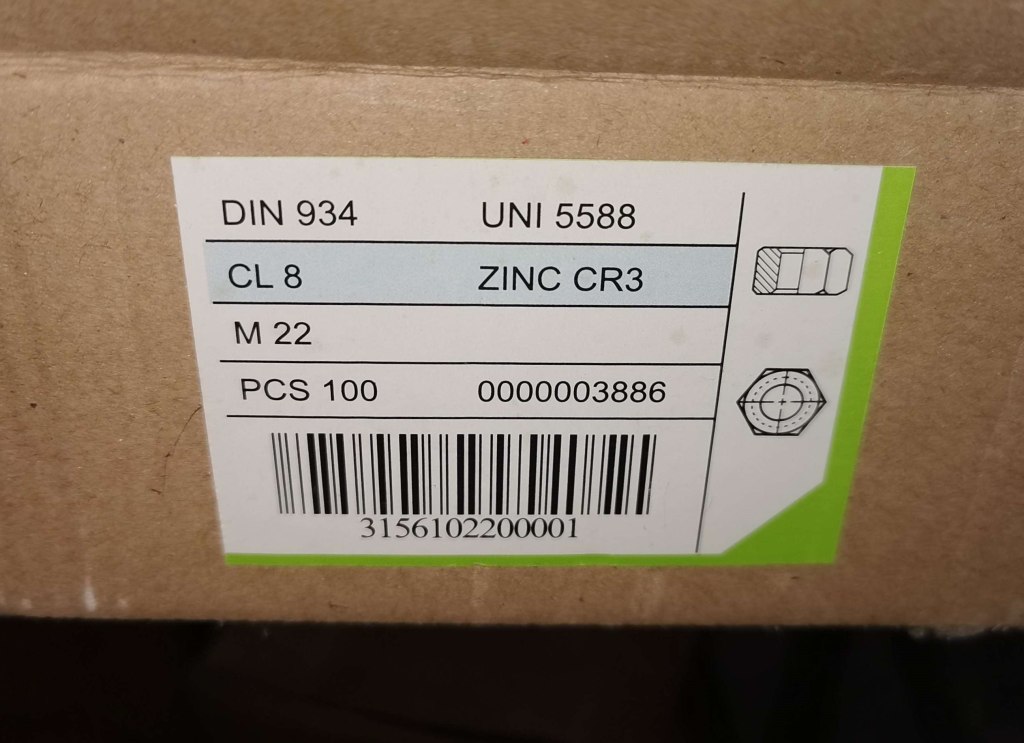 DIN 934 UNI 5588
CL 8 ZINC CR3
M 22
PCS 100 0000003886
3156102200001